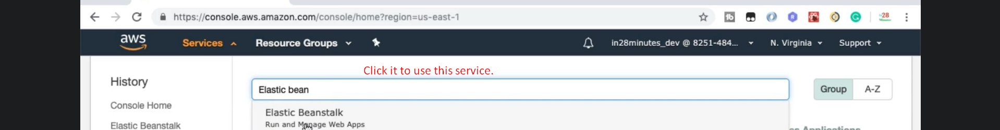 https://console.aws.amazon.com/console/home?region=us-east-1
aws Services Resource Groups in28minutes_dev @ 8251-484... N. Virginia Support
Click it to use this service.
History
Elastic bean
Group A-Z
Console Home
Elastic Beanstalk
Run and Manage Web Apps
Elastic Beanstalk
Applications